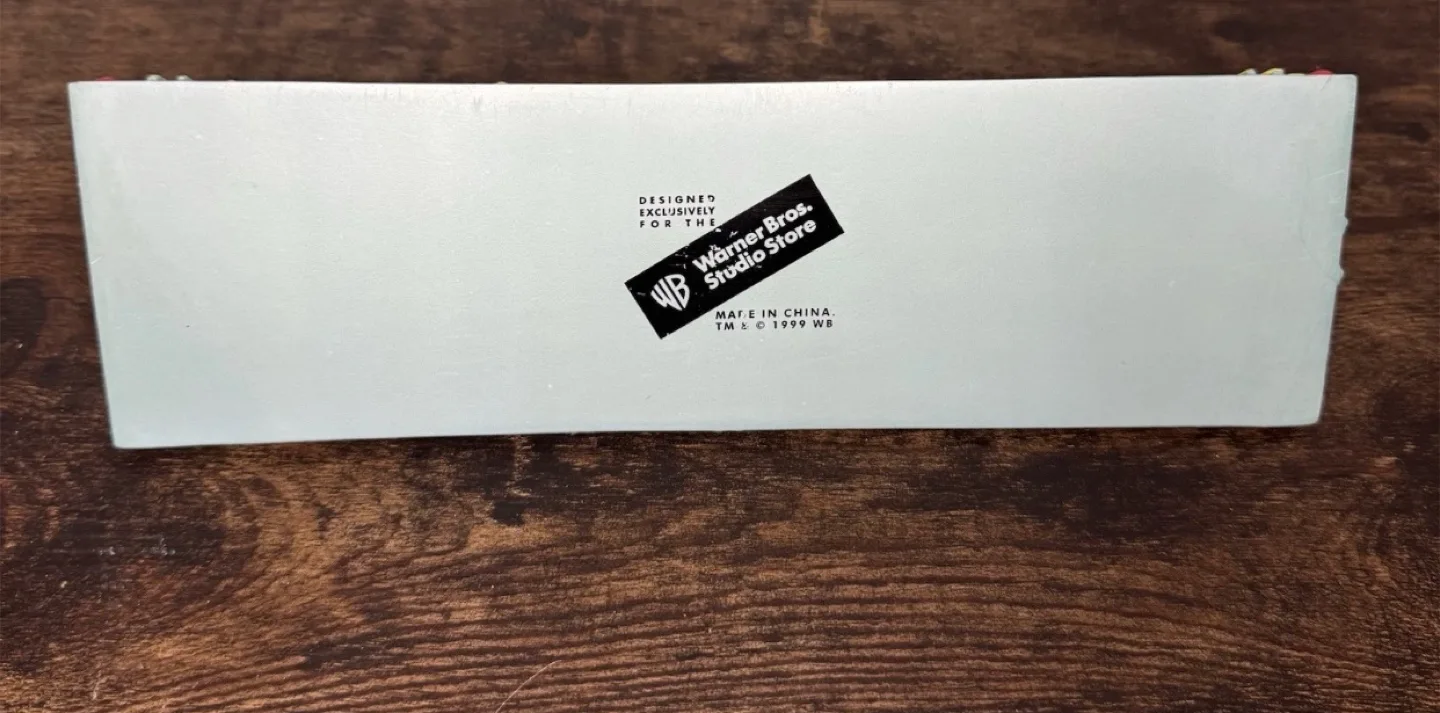 DESIGNED
EXCLUSIVELY
FOR THE
WB Warner Bros.
Studio Store
MADE IN CHINA.
TM & © 1999 WB